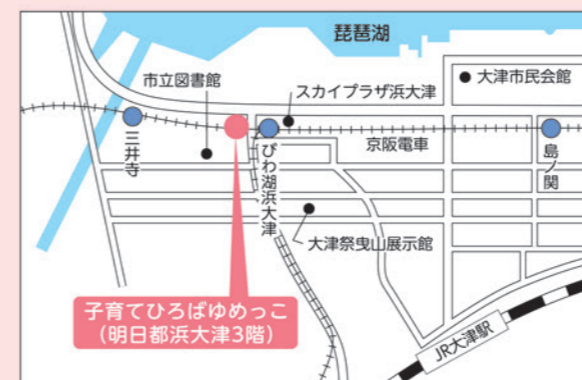 琵琶湖
市立図書館
大津市民会館
スカイプラザ浜大津
三井寺
びわ湖浜大津
京阪電車
島ノ関
大津祭曳山展示館
子育てひろばゆめっこ
（明日都浜大津3階）
JR大津駅